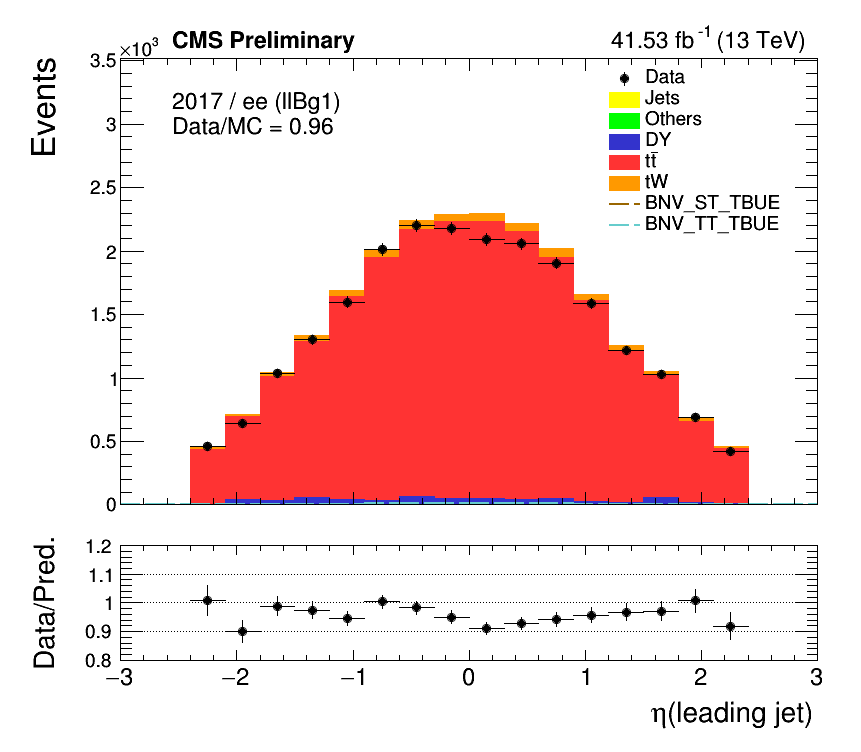 ×10³ CMS Preliminary 41.53 fb⁻¹ (13 TeV)
Events
3.5
3
2.5
2
1.5
1
0.5
0
2017 / ee (llBg1)
Data/MC = 0.96
Data
Jets
Others
DY
tt̄
tW
BNV_ST_TBUE
BNV_TT_TBUE
Data/Pred.
1.2
1.1
1
0.9
0.8
−3 −2 −1 0 1 2 3
η(leading jet)